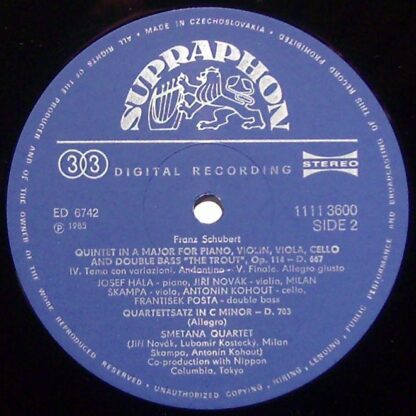 • MADE IN CZECHOSLOVAKIA •
ALL RIGHTS OF THE PRODUCER AND OF THE OWNER OF THE WORK REPRODUCED RESERVED • UNAUTHORIZED COPYING • HIRING • LENDING • PUBLIC PERFORMANCE AND BROADCASTING OF THIS RECORD PROHIBITED
SUPRAPHON
33 DIGITAL RECORDING STEREO
ED 6742 1111 3600
Ⓟ 1985 SIDE 2
Franz Schubert
QUINTET IN A MAJOR FOR PIANO, VIOLIN, VIOLA, CELLO
AND DOUBLE BASS "THE TROUT", Op. 114 – D. 667
IV. Tema con variazioni. Andantino – V. Finale. Allegro giusto
JOSEF HÁLA - piano, JIŘÍ NOVÁK - violin, MILAN
ŠKAMPA - viola, ANTONÍN KOHOUT - cello,
FRANTIŠEK POŠTA - double bass
QUARTETTSATZ IN C MINOR – D. 703
(Allegro)
SMETANA QUARTET
(Jiří Novák, Lubomír Kostecký, Milan
Škampa, Antonín Kohout)
Co-production with Nippon
Columbia, Tokyo